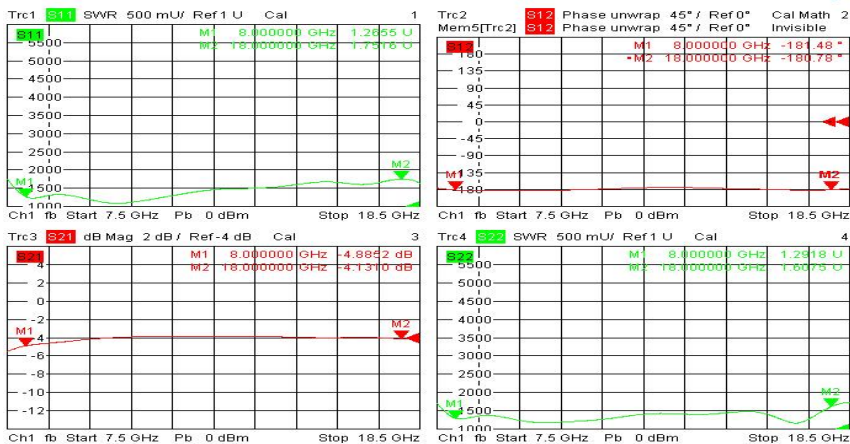 Trc1 S11 SWR 500 mU/ Ref 1 U Cal 1
S11
M1 8.000000 GHz 1.2655 U
M2 18.000000 GHz 1.7516 U
5500
5000
4500
4000
3500
3000
2500
2000
1500
1000
M1
M2
Ch1 fb Start 7.5 GHz Pb 0 dBm Stop 18.5 GHz
Trc2 S12 Phase unwrap 45° / Ref 0° Cal Math 2
Mem5[Trc2] S12 Phase unwrap 45° / Ref 0° Invisible
S12
M1 8.000000 GHz -181.48 °
•M2 18.000000 GHz -180.78 °
180
135
90
45
0
-45
-90
-135
-180
M1
M2
Ch1 fb Start 7.5 GHz Pb 0 dBm Stop 18.5 GHz
Trc3 S21 dB Mag 2 dB / Ref -4 dB Cal 3
S21
M1 8.000000 GHz -4.8852 dB
M2 18.000000 GHz -4.1310 dB
4
2
0
-2
-4
-6
-8
-10
-12
M1
M2
Ch1 fb Start 7.5 GHz Pb 0 dBm Stop 18.5 GHz
Trc4 S22 SWR 500 mU/ Ref 1 U Cal 4
S22
M1 8.000000 GHz 1.2918 U
M2 18.000000 GHz 1.6075 U
5500
5000
4500
4000
3500
3000
2500
2000
1500
1000
M1
M2
Ch1 fb Start 7.5 GHz Pb 0 dBm Stop 18.5 GHz